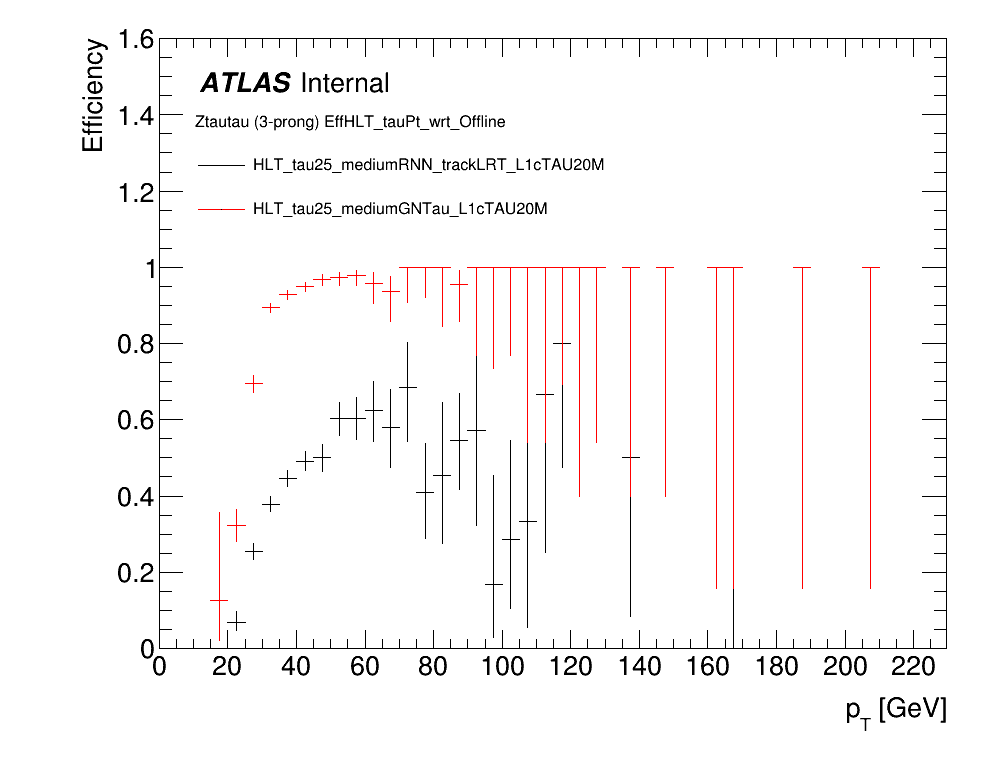 Efficiency
1.6
1.4
1.2
1
0.8
0.6
0.4
0.2
0
ATLAS Internal
Ztautau (3-prong) EffHLT_tauPt_wrt_Offline
HLT_tau25_mediumRNN_trackLRT_L1cTAU20M
HLT_tau25_mediumGNTau_L1cTAU20M
0 20 40 60 80 100 120 140 160 180 200 220
pT [GeV]